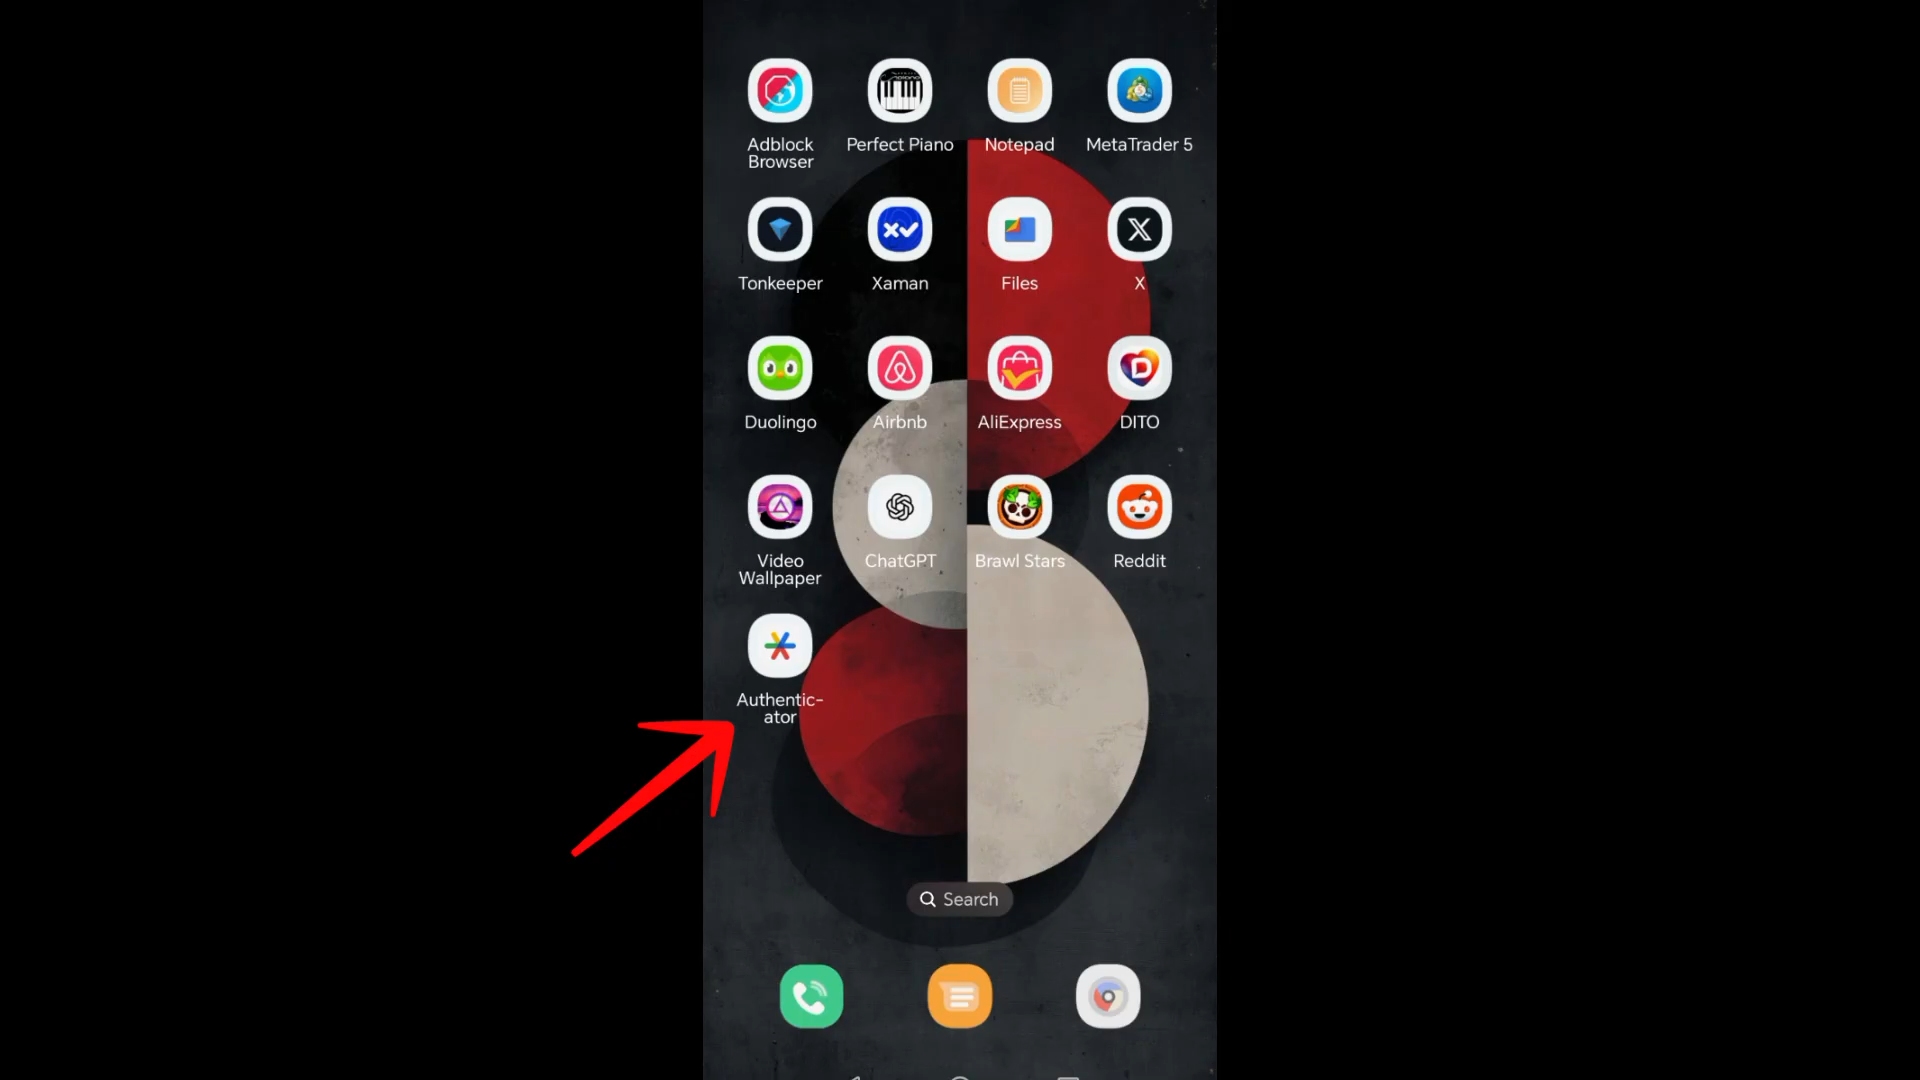 Adblock
Browser
Perfect Piano
Notepad
MetaTrader 5
Tonkeeper
Xaman
Files
X
Duolingo
Airbnb
AliExpress
DITO
Video
Wallpaper
ChatGPT
Brawl Stars
Reddit
Authentic-
ator
Search